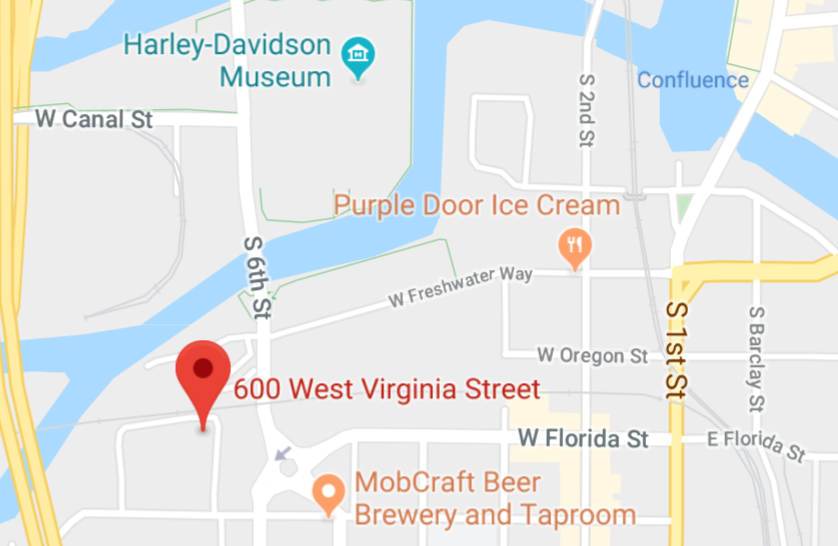 Harley-Davidson
Museum
W Canal St
S 2nd St
Confluence
Purple Door Ice Cream
S 6th St
W Freshwater Way
S 1st St
S Barclay St
W Oregon St
600 West Virginia Street
W Florida St
E Florida St
MobCraft Beer
Brewery and Taproom